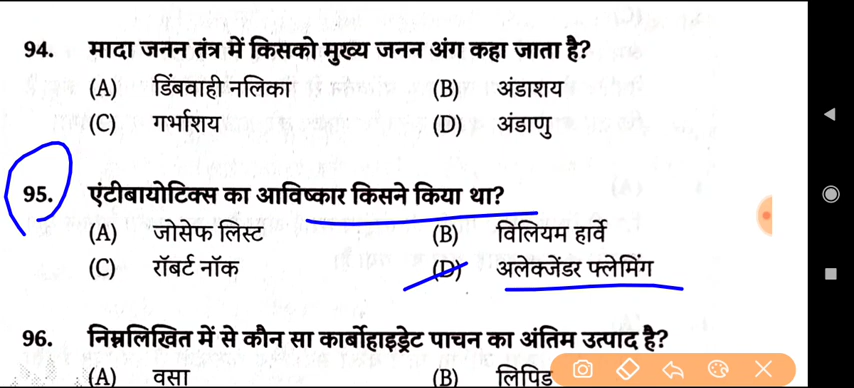 94. मादा जनन तंत्र में किसको मुख्य जनन अंग कहा जाता है?
(A) डिंबवाही नलिका (B) अंडाशय
(C) गर्भाशय (D) अंडाणु
95. एंटीबायोटिक्स का आविष्कार किसने किया था?
(A) जोसेफ लिस्ट (B) विलियम हार्वे
(C) रॉबर्ट नॉक (D) अलेक्जेंडर फ्लेमिंग
96. निम्नलिखित में से कौन सा कार्बोहाइड्रेट पाचन का अंतिम उत्पाद है?
(A) वसा (B) लिपिड